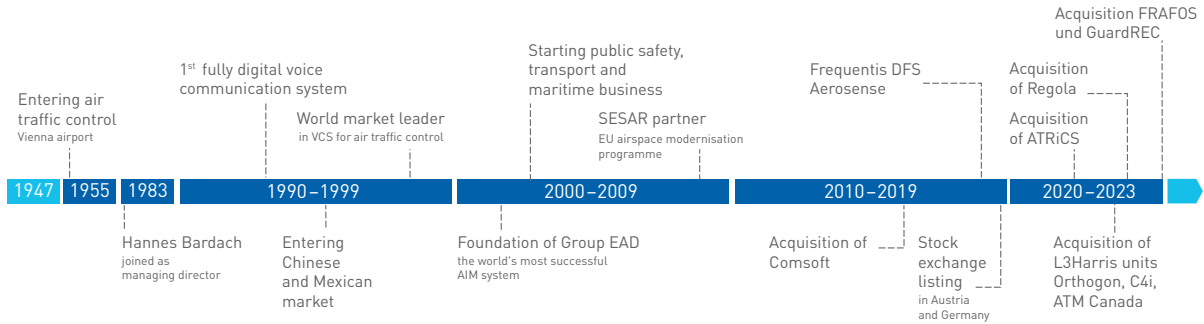 Acquisition FRAFOS
und GuardREC
1st fully digital voice
communication system
Starting public safety,
transport and
maritime business
Frequentis DFS
Aerosense
Acquisition
of Regola
Entering air
traffic control
Vienna airport
World market leader
in VCS for air traffic control
SESAR partner
EU airspace modernisation
programme
Acquisition
of ATRiCS
1947
1955
1983
1990–1999
2000–2009
2010–2019
2020–2023
Hannes Bardach
joined as
managing director
Entering
Chinese
and Mexican
market
Foundation of Group EAD
the world's most successful
AIM system
Acquisition of
Comsoft
Stock
exchange
listing
in Austria
and Germany
Acquisition of
L3Harris units
Orthogon, C4i,
ATM Canada